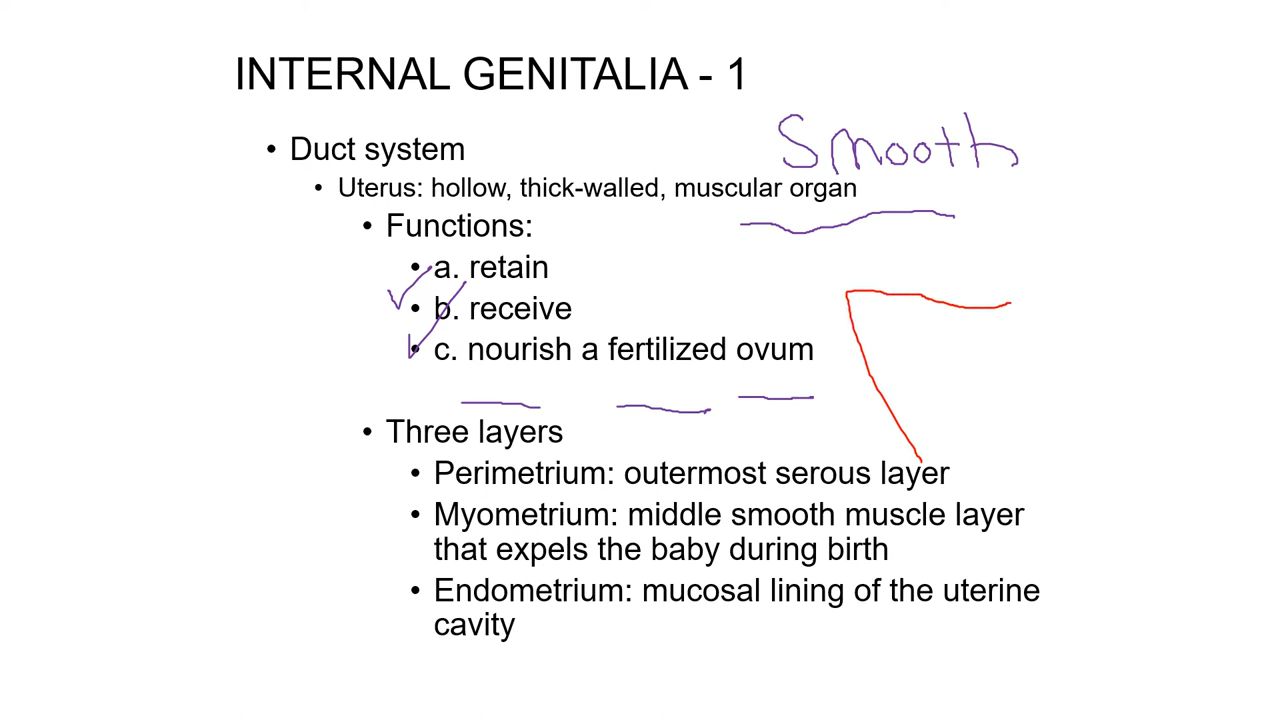 INTERNAL GENITALIA - 1
Smooth
• Duct system
• Uterus: hollow, thick-walled, muscular organ
• Functions:
• a. retain
• b. receive
• c. nourish a fertilized ovum
• Three layers
• Perimetrium: outermost serous layer
• Myometrium: middle smooth muscle layer
that expels the baby during birth
• Endometrium: mucosal lining of the uterine
cavity